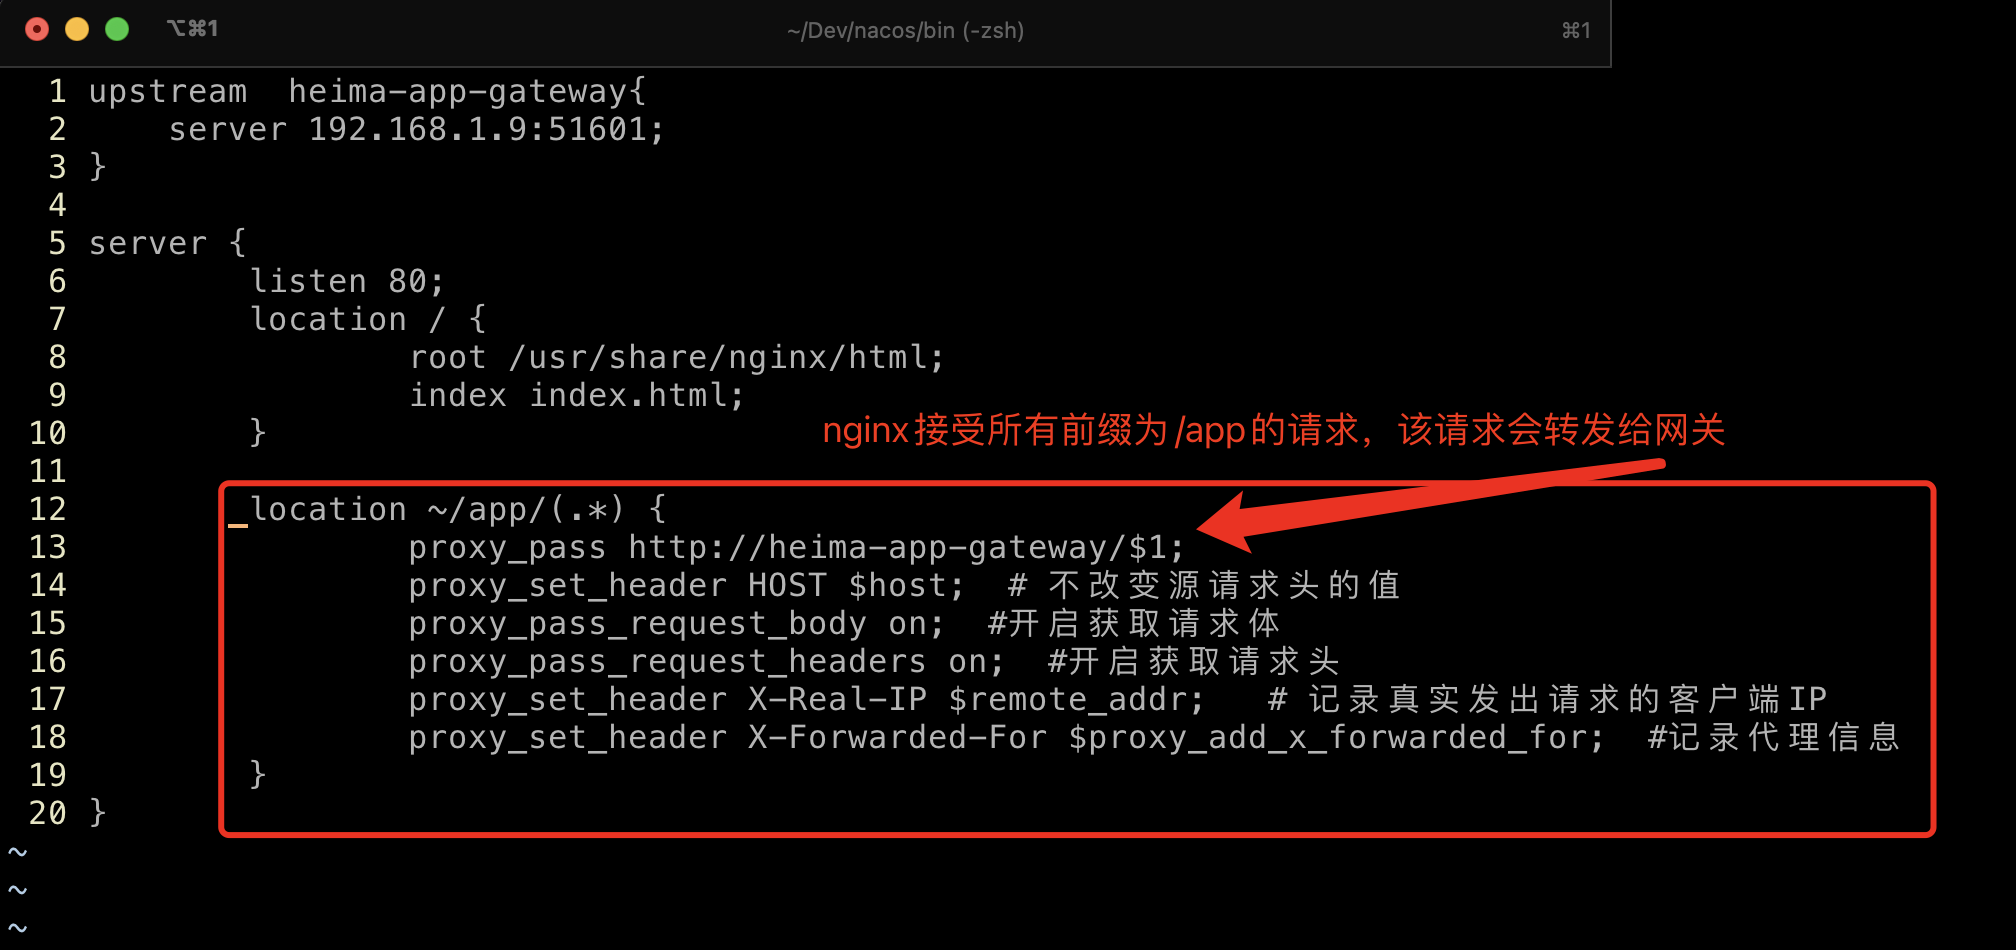 ⌥⌘1 ~/Dev/nacos/bin (-zsh) ⌘1
1 upstream  heima-app-gateway{
2     server 192.168.1.9:51601;
3 }
4
5 server {
6         listen 80;
7         location / {
8                 root /usr/share/nginx/html;
9                 index index.html;
10         }
nginx接受所有前缀为/app的请求，该请求会转发给网关
11
12         location ~/app/(.*) {
13                 proxy_pass http://heima-app-gateway/$1;
14                 proxy_set_header HOST $host;  # 不改变源请求头的值
15                 proxy_pass_request_body on;  #开启获取请求体
16                 proxy_pass_request_headers on;  #开启获取请求头
17                 proxy_set_header X-Real-IP $remote_addr;   # 记录真实发出请求的客户端IP
18                 proxy_set_header X-Forwarded-For $proxy_add_x_forwarded_for;  #记录代理信息
19         }
20 }
~
~
~